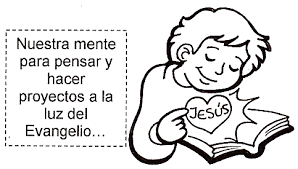 Nuestra mente
para pensar y
hacer
proyectos a la
luz del
Evangelio...
JESÚS